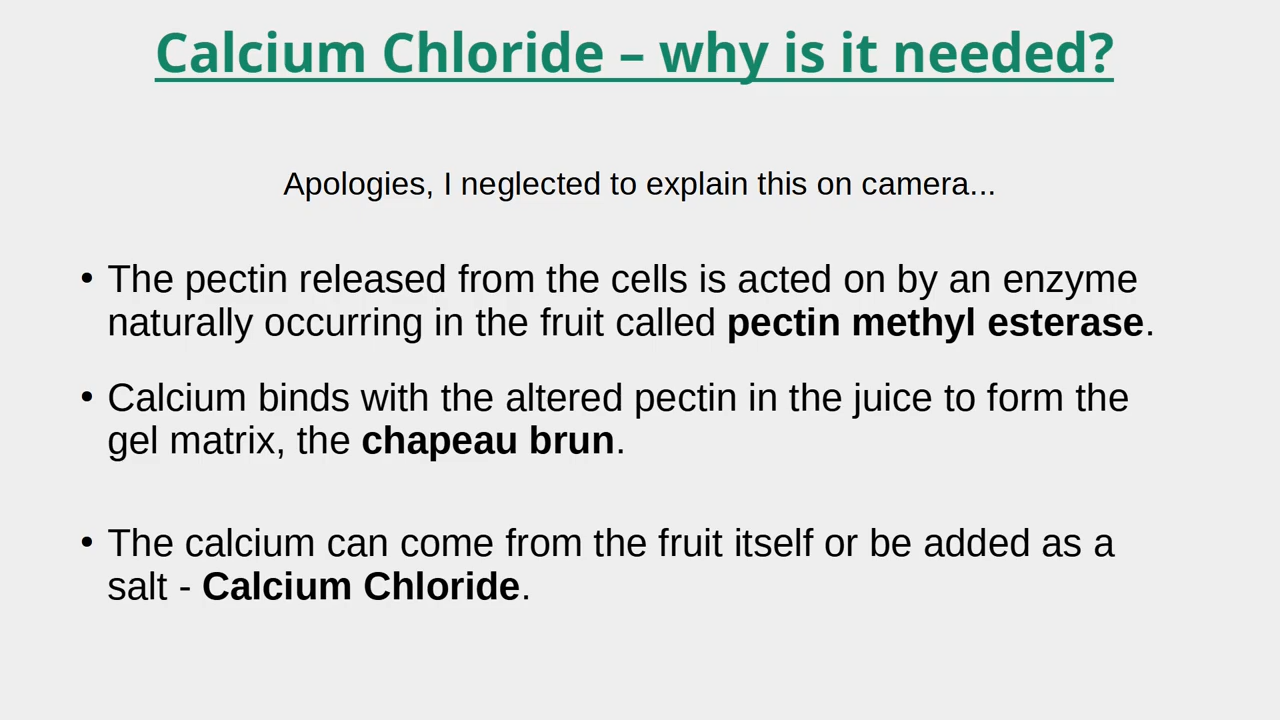 Calcium Chloride – why is it needed?
Apologies, I neglected to explain this on camera...
• The pectin released from the cells is acted on by an enzyme
naturally occurring in the fruit called pectin methyl esterase.
• Calcium binds with the altered pectin in the juice to form the
gel matrix, the chapeau brun.
• The calcium can come from the fruit itself or be added as a
salt - Calcium Chloride.